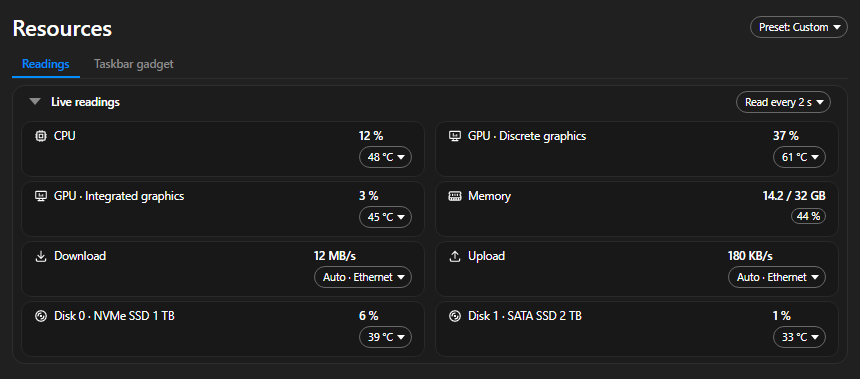 Resources
Preset: Custom
Readings
Taskbar gadget
Live readings
Read every 2 s
CPU
12 %
48 °C
GPU · Discrete graphics
37 %
61 °C
GPU · Integrated graphics
3 %
45 °C
Memory
14.2 / 32 GB
44 %
Download
12 MB/s
Auto · Ethernet
Upload
180 KB/s
Auto · Ethernet
Disk 0 · NVMe SSD 1 TB
6 %
39 °C
Disk 1 · SATA SSD 2 TB
1 %
33 °C